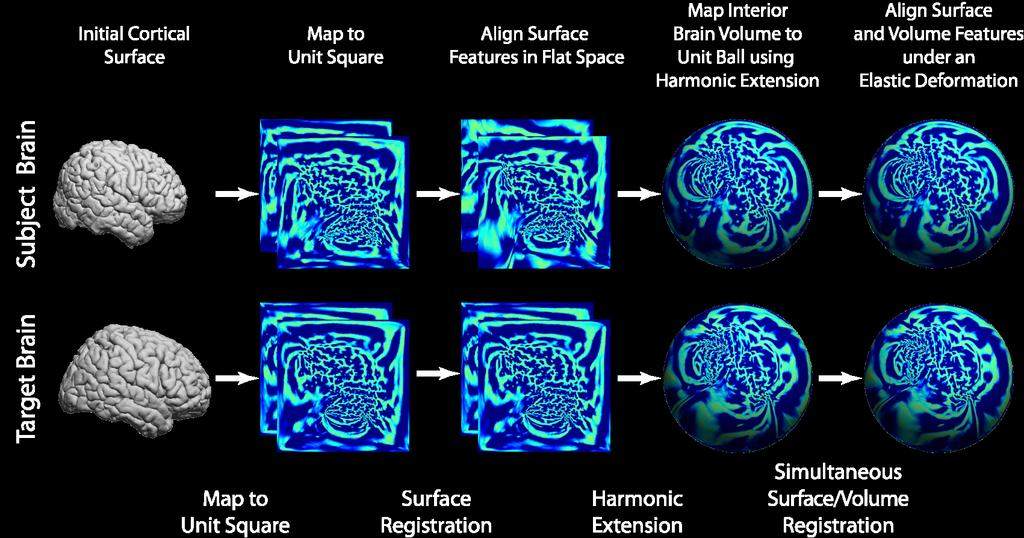 Initial Cortical
Surface
Map to
Unit Square
Align Surface
Features in Flat Space
Map Interior
Brain Volume to
Unit Ball using
Harmonic Extension
Align Surface
and Volume Features
under an
Elastic Deformation
Subject Brain
Target Brain
Map to
Unit Square
Surface
Registration
Harmonic
Extension
Simultaneous
Surface/Volume
Registration